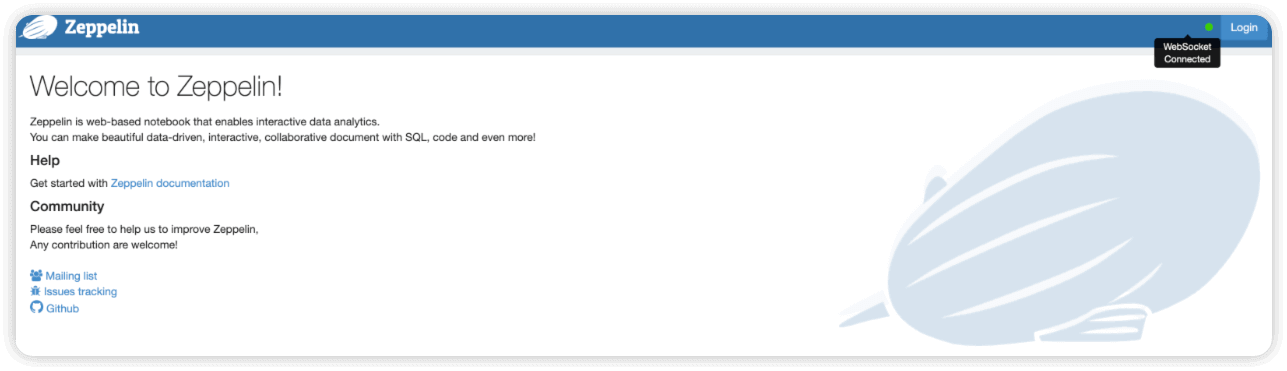 Zeppelin
Login
WebSocket
Connected
Welcome to Zeppelin!
Zeppelin is web-based notebook that enables interactive data analytics.
You can make beautiful data-driven, interactive, collaborative document with SQL, code and even more!
Help
Get started with Zeppelin documentation
Community
Please feel free to help us to improve Zeppelin,
Any contribution are welcome!
Mailing list
Issues tracking
Github